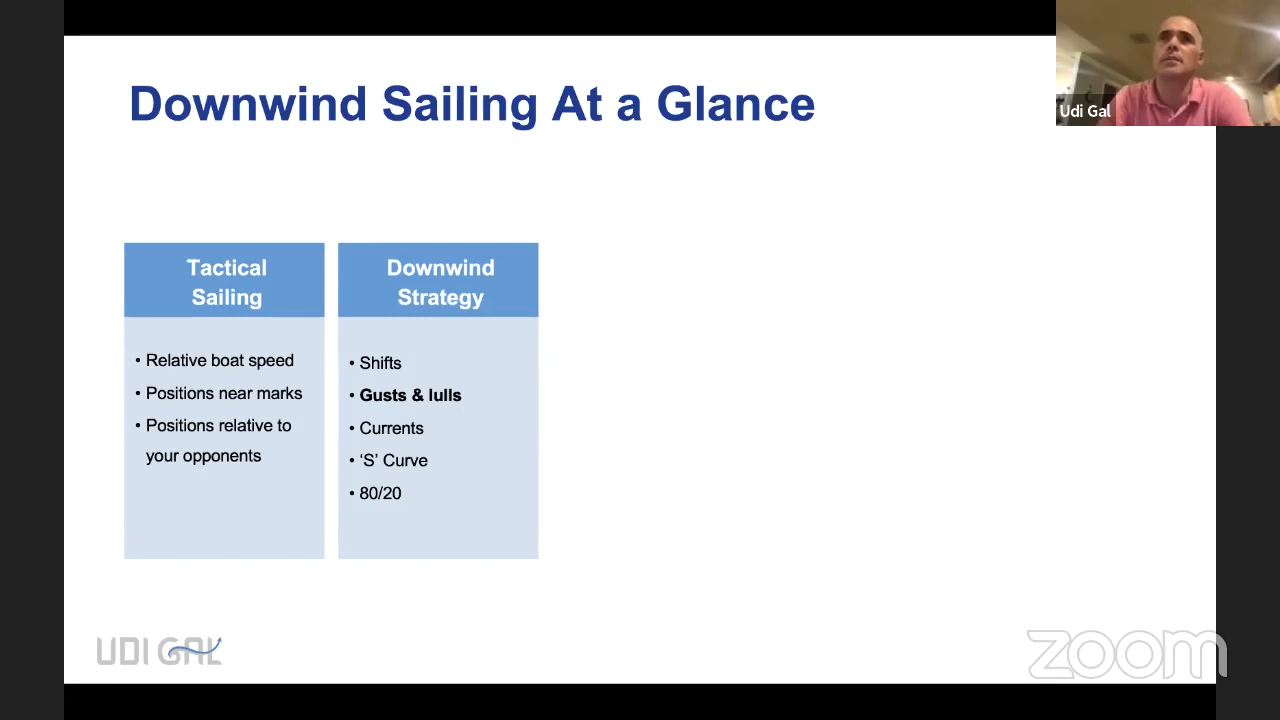 Downwind Sailing At a Glance
Udi Gal
Tactical
Sailing
• Relative boat speed
• Positions near marks
• Positions relative to
your opponents
Downwind
Strategy
• Shifts
• Gusts & lulls
• Currents
• ‘S’ Curve
• 80/20
UDI GAL
zoom